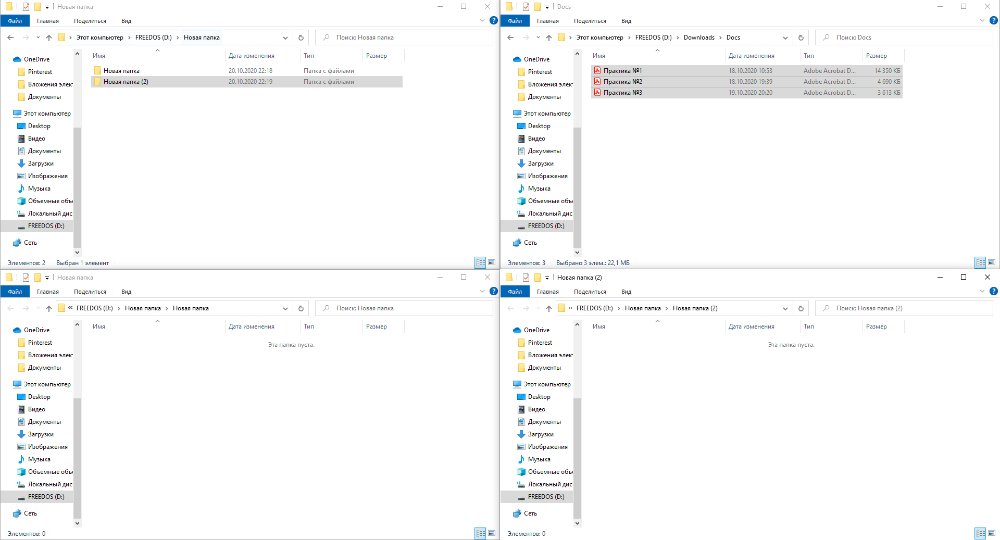 Новая папка
Файл Главная Поделиться Вид
Этот компьютер FREEDOS (D:) Новая папка
Поиск: Новая папка
OneDrive
Pinterest
Вложения элек
Документы
Этот компьютер
Desktop
Видео
Документы
Загрузки
Изображения
Музыка
Объемные объ
Локальный дис
FREEDOS (D:)
Сеть
Имя Дата изменения Тип Размер
Новая папка 20.10.2020 22:18 Папка с файлами
Новая папка (2) 20.10.2020 22:19 Папка с файлами
Элементов: 2 Выбран 1 элемент
Docs
Файл Главная Поделиться Вид
Этот компьютер FREEDOS (D:) Downloads Docs
Поиск: Docs
OneDrive
Pinterest
Вложения элек
Документы
Этот компьютер
Desktop
Видео
Документы
Загрузки
Изображения
Музыка
Объемные объ
Локальный дис
FREEDOS (D:)
Сеть
Имя Дата изменения Тип Размер
Практика №1 18.10.2020 10:53 Adobe Acrobat D... 14 350 КБ
Практика №2 18.10.2020 19:39 Adobe Acrobat D... 4 690 КБ
Практика №3 19.10.2020 20:20 Adobe Acrobat D... 3 613 КБ
Элементов: 3 Выбрано 3 элем.: 22,1 МБ
Новая папка
Файл Главная Поделиться Вид
« FREEDOS (D:) Новая папка Новая папка
Поиск: Новая папка
OneDrive
Pinterest
Вложения элек
Документы
Этот компьютер
Desktop
Видео
Документы
Загрузки
Изображения
Музыка
Объемные объ
Локальный дис
FREEDOS (D:)
Сеть
Имя Дата изменения Тип Размер
Эта папка пуста.
Элементов: 0
Новая папка (2)
Файл Главная Поделиться Вид
« FREEDOS (D:) Новая папка Новая папка (2)
Поиск: Новая папка (2)
OneDrive
Pinterest
Вложения элек
Документы
Этот компьютер
Desktop
Видео
Документы
Загрузки
Изображения
Музыка
Объемные объ
Локальный дис
FREEDOS (D:)
Сеть
Имя Дата изменения Тип Размер
Эта папка пуста.
Элементов: 0